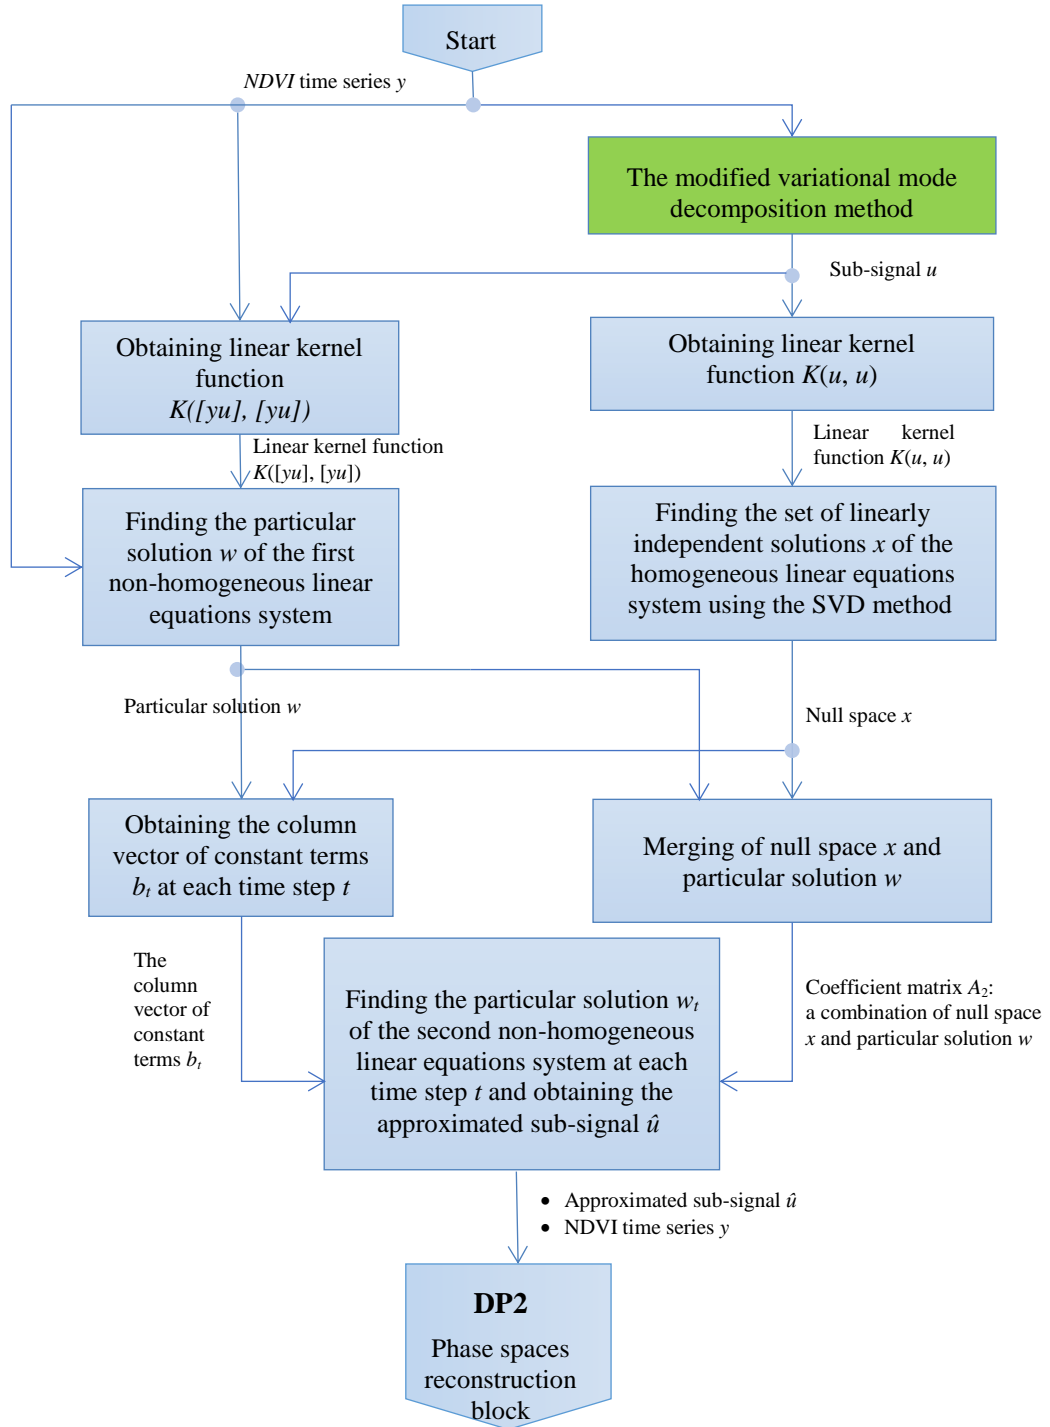 Start
NDVI time series y
The modified variational mode
decomposition method
Sub-signal u
Obtaining linear kernel
function
K([yu], [yu])
Obtaining linear kernel
function K(u, u)
Linear kernel function
K([yu], [yu])
Linear kernel
function K(u, u)
Finding the particular
solution w of the first
non-homogeneous linear
equations system
Finding the set of linearly
independent solutions x of the
homogeneous linear equations
system using the SVD method
Particular solution w
Null space x
Obtaining the column
vector of constant terms
bₜ at each time step t
Merging of null space x and
particular solution w
The
column
vector of
constant
terms bₜ
Finding the particular solution wₜ
of the second non-homogeneous
linear equations system at each
time step t and obtaining the
approximated sub-signal û
Coefficient matrix A₂:
a combination of null space
x and particular solution w
• Approximated sub-signal û
• NDVI time series y
DP2
Phase spaces
reconstruction
block